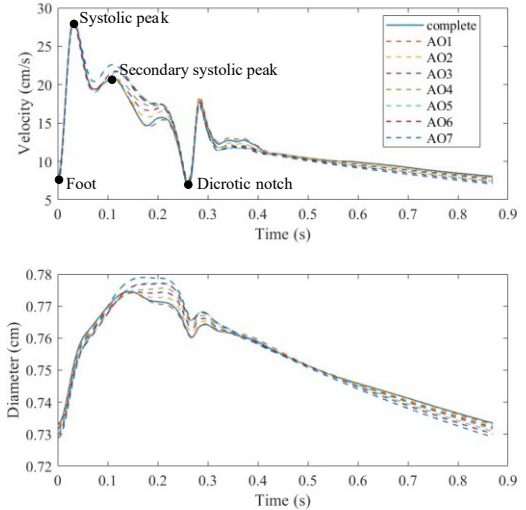 30
25
20
15
10
5
Velocity (cm/s)
Systolic peak
Secondary systolic peak
Foot
Dicrotic notch
complete
AO1
AO2
AO3
AO4
AO5
AO6
AO7
0 0.1 0.2 0.3 0.4 0.5 0.6 0.7 0.8 0.9
Time (s)
0.78
0.77
0.76
0.75
0.74
0.73
0.72
Diameter (cm)
0 0.1 0.2 0.3 0.4 0.5 0.6 0.7 0.8 0.9
Time (s)